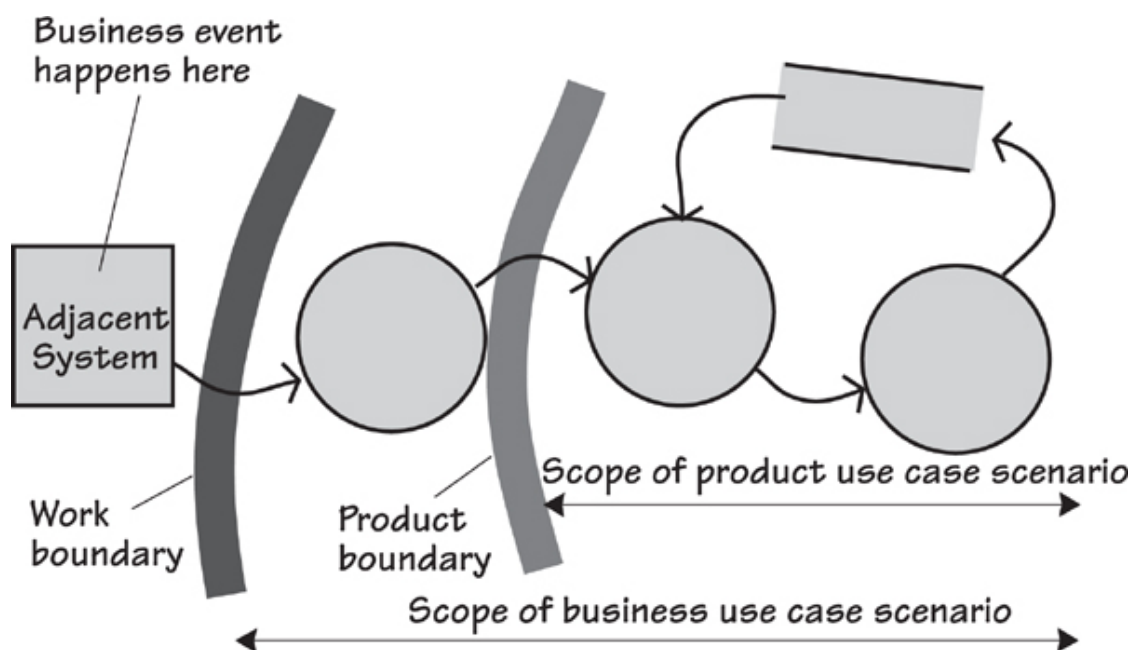 Business event
happens here
Adjacent
System
Work
boundary
Product
boundary
Scope of product use case scenario
Scope of business use case scenario